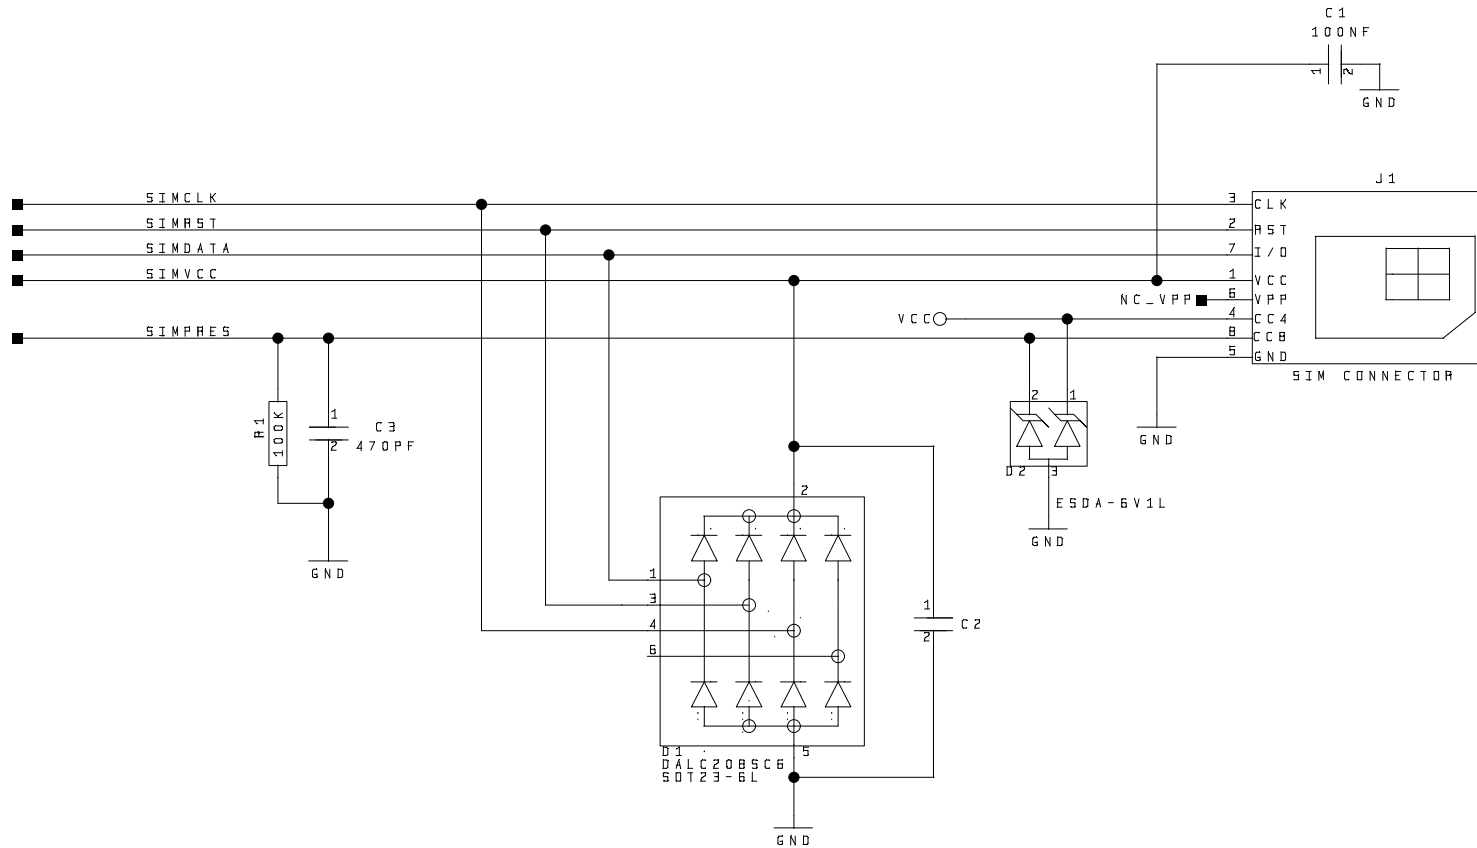 C1
100NF
1 2
GND
J1
SIMCLK 3 CLK
SIMRST 2 RST
SIMDATA 7 I/O
SIMVCC 1 VCC
NC_VPP 6 VPP
VCC 4 CC4
SIMPRES 8 CC8
5 GND
SIM CONNECTOR
2 1
R1 100K
1
2
C3
470PF
GND
D2 3
ESDA-6V1L
GND
GND
2
1
3
4
6
1
2
C2
D1 5
DALC208SC6
SOT23-6L
GND